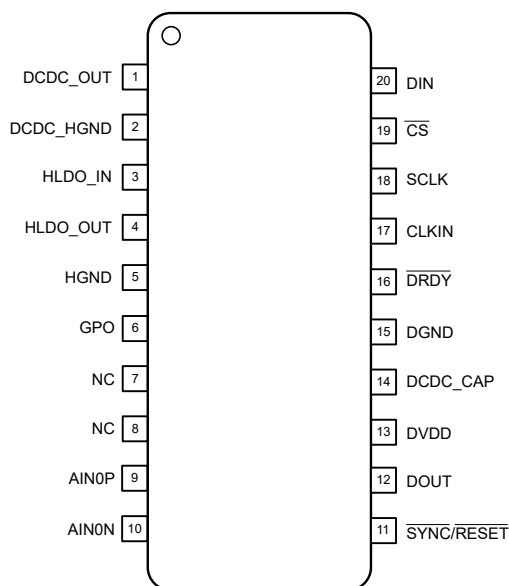 DCDC_OUT 1 20 DIN
DCDC_HGND 2 19 CS
HLDO_IN 3 18 SCLK
HLDO_OUT 4 17 CLKIN
HGND 5 16 DRDY
GPO 6 15 DGND
NC 7 14 DCDC_CAP
NC 8 13 DVDD
AIN0P 9 12 DOUT
AIN0N 10 11 SYNC/RESET